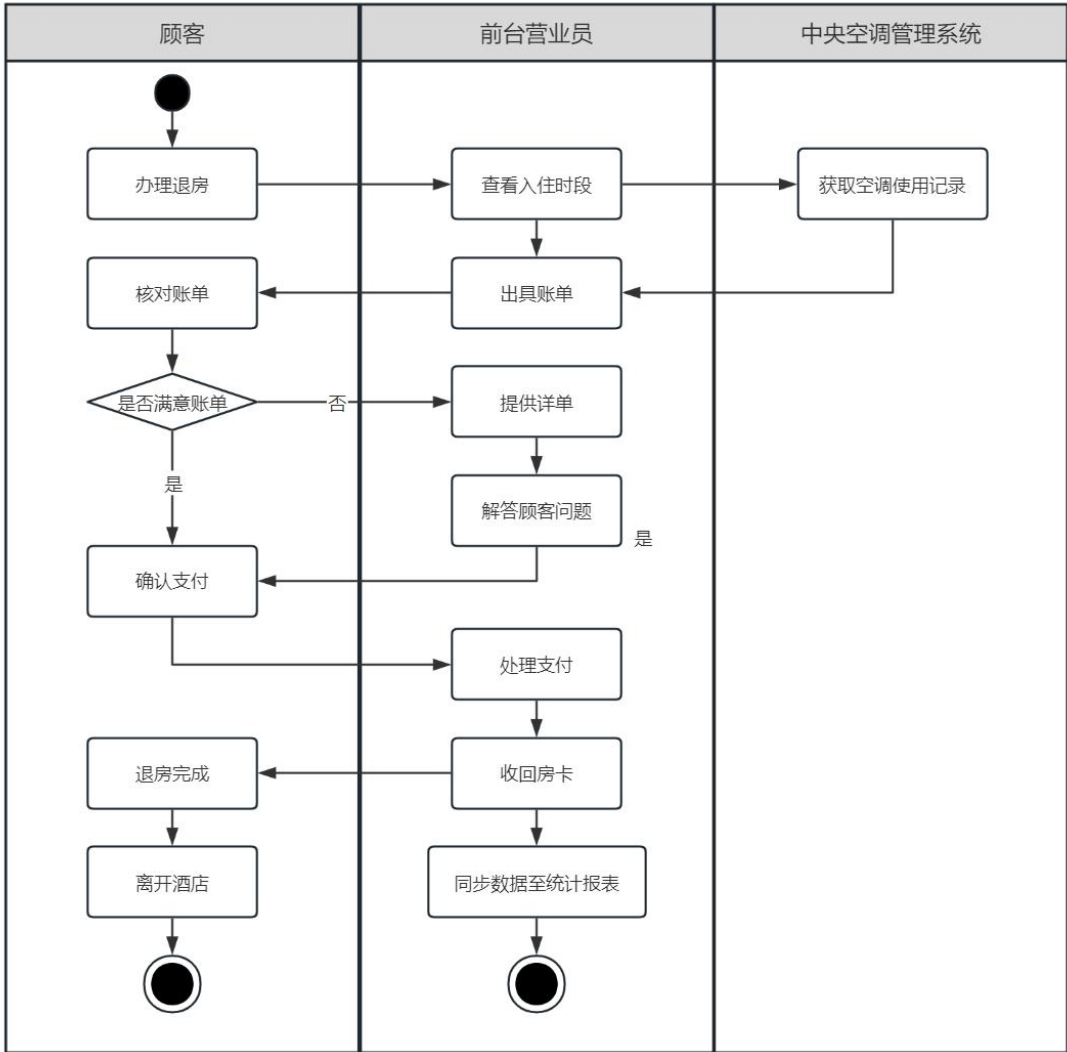 顾客
前台营业员
中央空调管理系统
办理退房
查看入住时段
获取空调使用记录
核对账单
出具账单
是否满意账单
否
提供详单
是
解答顾客问题
是
确认支付
处理支付
退房完成
收回房卡
离开酒店
同步数据至统计报表